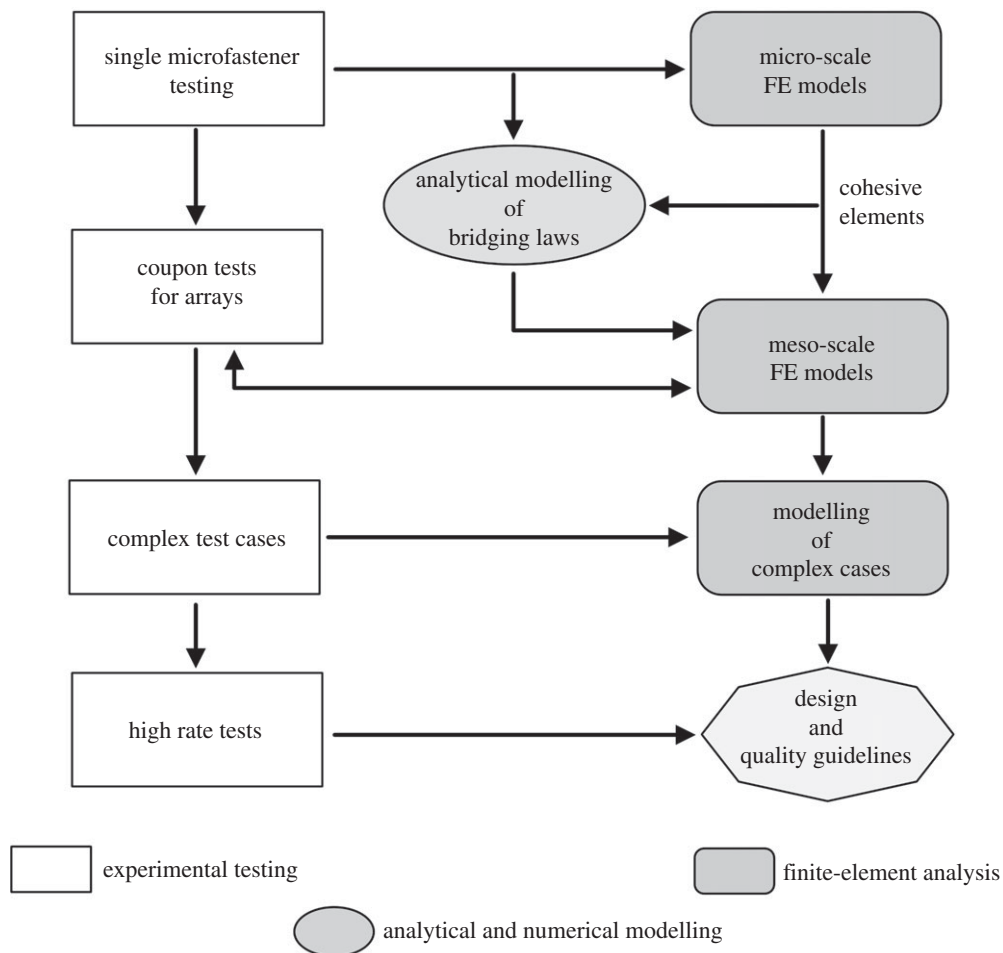 single microfastener
testing
micro-scale
FE models
analytical modelling
of
bridging laws
cohesive
elements
coupon tests
for arrays
meso-scale
FE models
complex test cases
modelling
of
complex cases
high rate tests
design
and
quality guidelines
experimental testing
finite-element analysis
analytical and numerical modelling